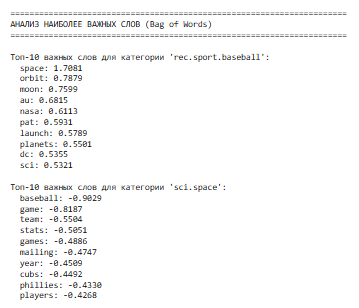 ================================================================================
АНАЛИЗ НАИБОЛЕЕ ВАЖНЫХ СЛОВ (Bag of Words)
================================================================================
Топ-10 важных слов для категории 'rec.sport.baseball':
space: 1.7081
orbit: 0.7879
moon: 0.7599
au: 0.6815
nasa: 0.6113
pat: 0.5931
launch: 0.5789
planets: 0.5501
dc: 0.5355
sci: 0.5321
Топ-10 важных слов для категории 'sci.space':
baseball: -0.9029
game: -0.8187
team: -0.5504
stats: -0.5051
games: -0.4886
mailing: -0.4747
year: -0.4509
cubs: -0.4492
phillies: -0.4330
players: -0.4268